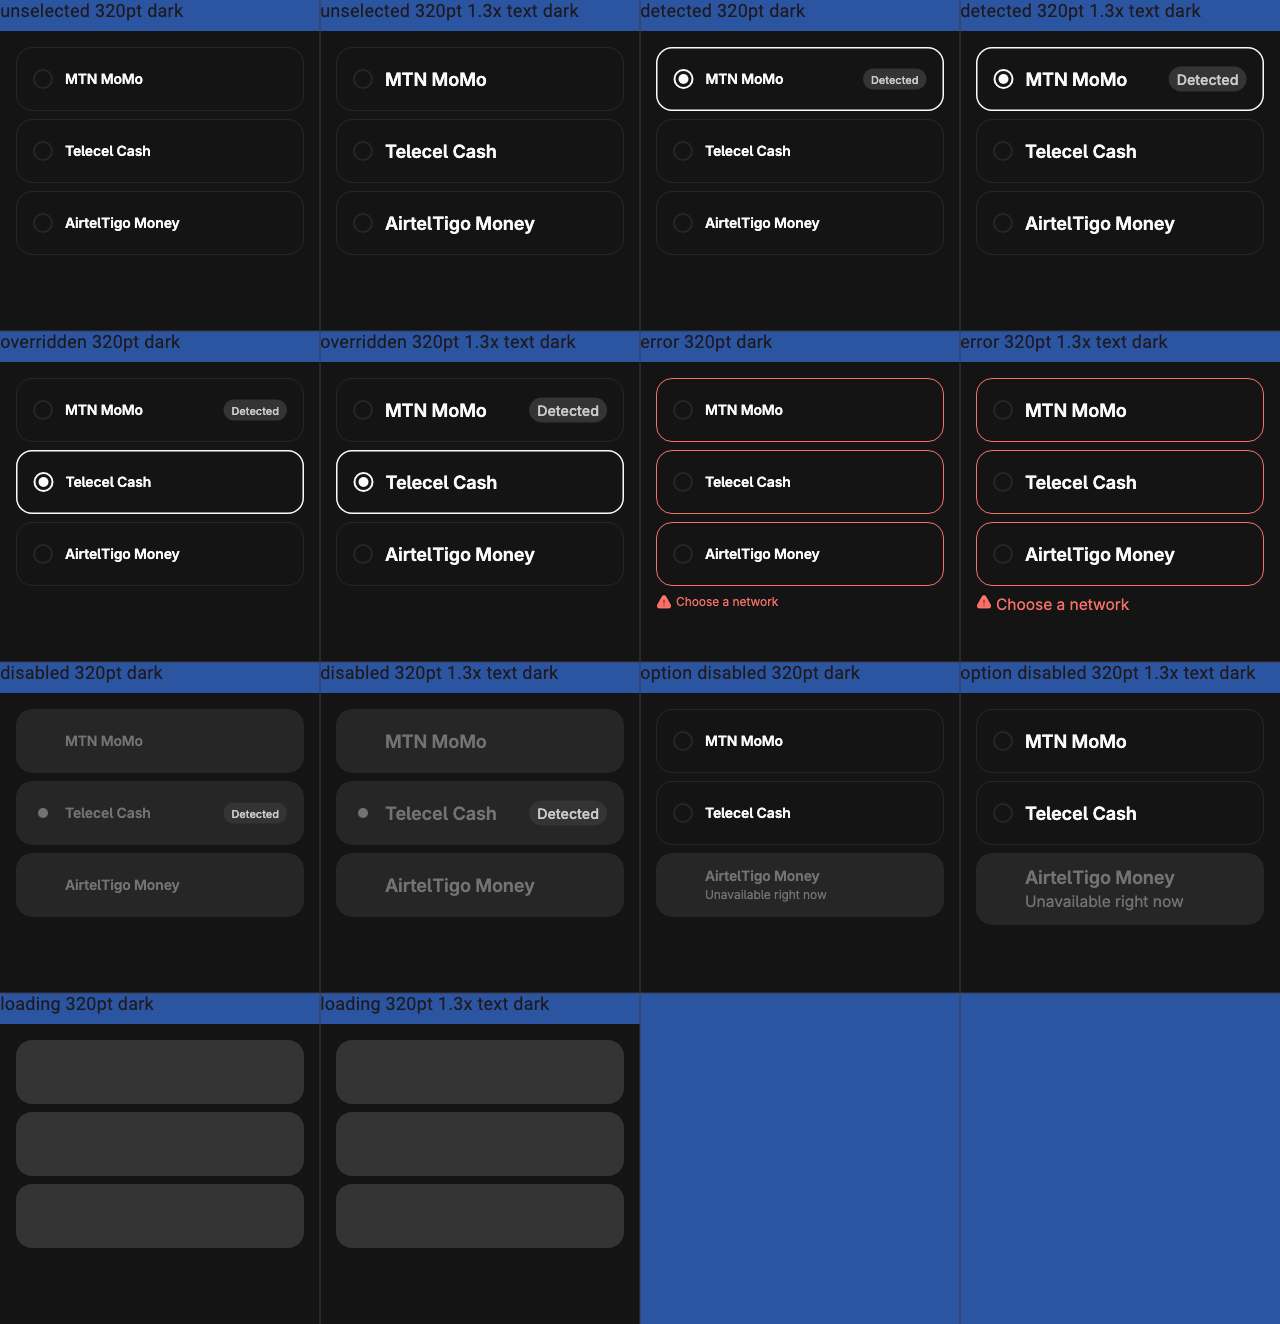 unselected 320pt dark
MTN MoMo
Telecel Cash
AirtelTigo Money
unselected 320pt 1.3x text dark
MTN MoMo
Telecel Cash
AirtelTigo Money
detected 320pt dark
MTN MoMo
Detected
Telecel Cash
AirtelTigo Money
detected 320pt 1.3x text dark
MTN MoMo
Detected
Telecel Cash
AirtelTigo Money
overridden 320pt dark
MTN MoMo
Detected
Telecel Cash
AirtelTigo Money
overridden 320pt 1.3x text dark
MTN MoMo
Detected
Telecel Cash
AirtelTigo Money
error 320pt dark
MTN MoMo
Telecel Cash
AirtelTigo Money
Choose a network
error 320pt 1.3x text dark
MTN MoMo
Telecel Cash
AirtelTigo Money
Choose a network
disabled 320pt dark
MTN MoMo
Telecel Cash
Detected
AirtelTigo Money
disabled 320pt 1.3x text dark
MTN MoMo
Telecel Cash
Detected
AirtelTigo Money
option disabled 320pt dark
MTN MoMo
Telecel Cash
AirtelTigo Money
Unavailable right now
option disabled 320pt 1.3x text dark
MTN MoMo
Telecel Cash
AirtelTigo Money
Unavailable right now
loading 320pt dark
loading 320pt 1.3x text dark